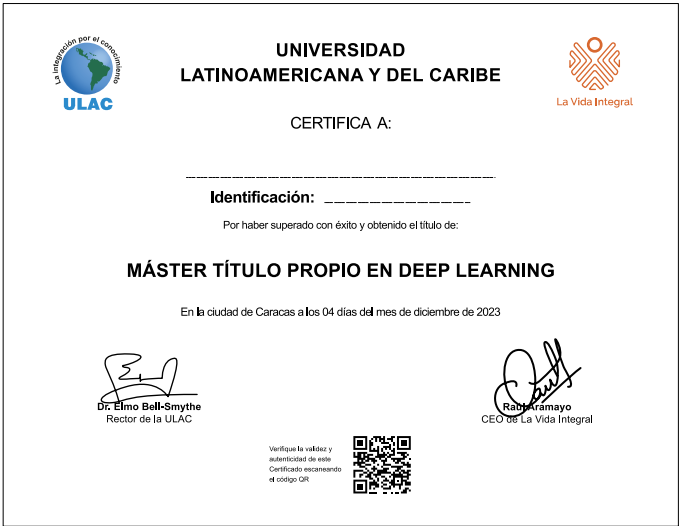 La integración por el conocimiento
ULAC
UNIVERSIDAD
LATINOAMERICANA Y DEL CARIBE
La Vida Integral
CERTIFICA A:
Identificación:
Por haber superado con éxito y obtenido el título de:
MÁSTER TÍTULO PROPIO EN DEEP LEARNING
En la ciudad de Caracas a los 04 días del mes de diciembre de 2023
Dr. Elmo Bell-Smythe
Rector de la ULAC
Raúl Aramayo
CEO de La Vida Integral
Verifique la validez y
autenticidad de este
Certificado escaneando
el código QR